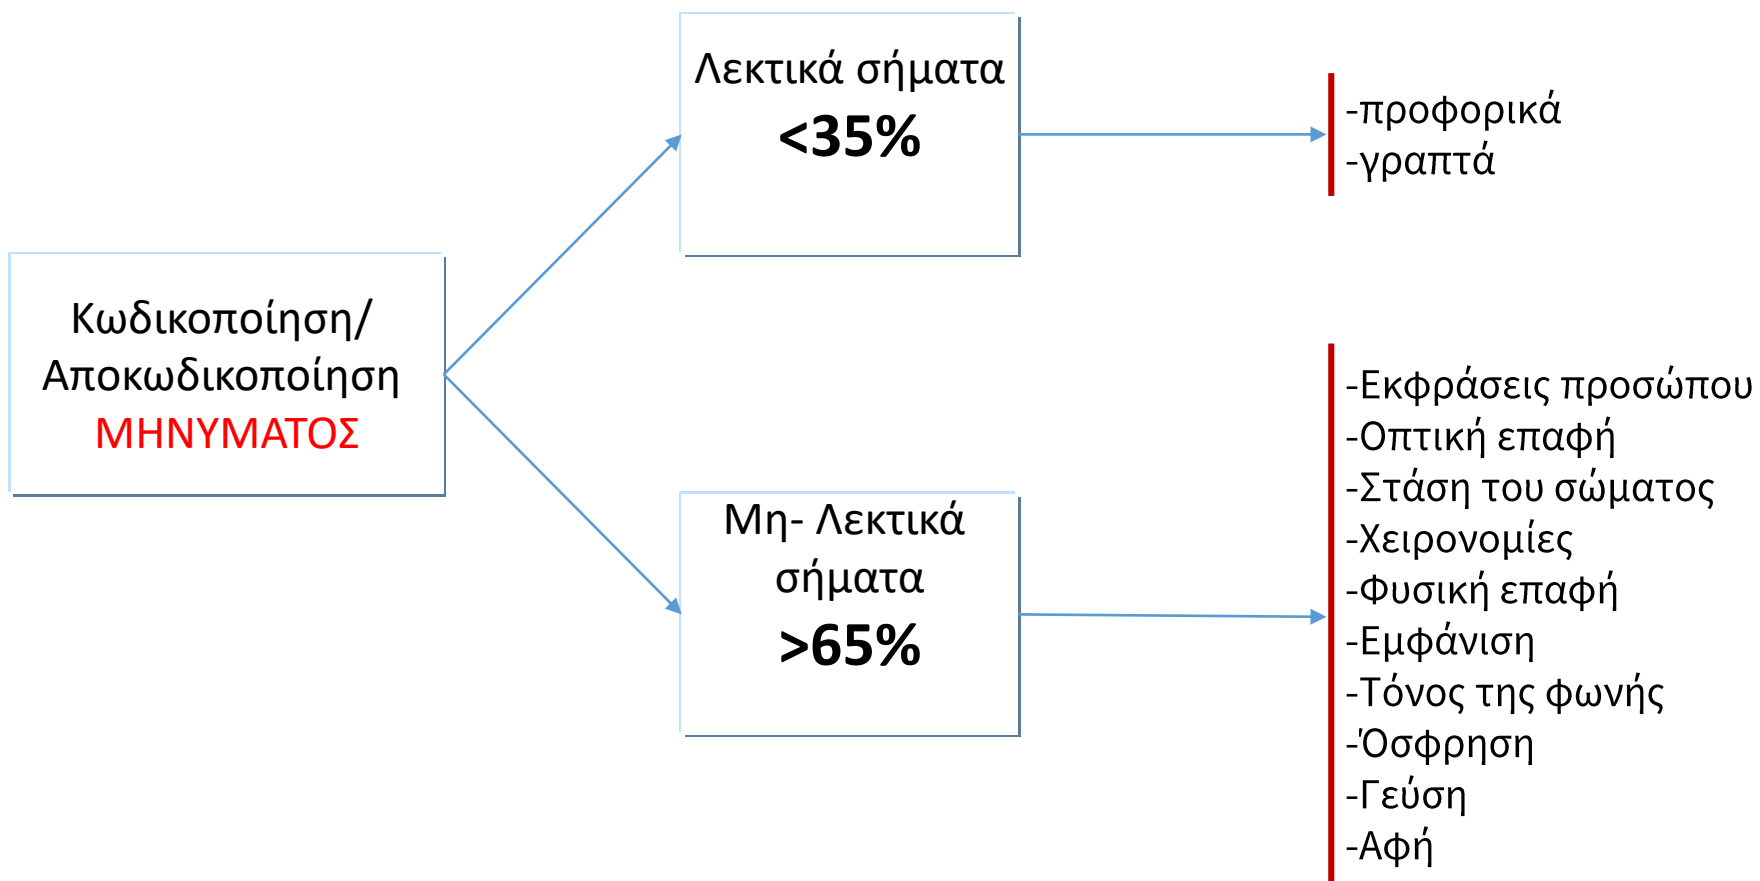 Κωδικοποίηση/
Αποκωδικοποίηση
ΜΗΝΥΜΑΤΟΣ
Λεκτικά σήματα
<35%
-προφορικά
-γραπτά
Μη- Λεκτικά
σήματα
>65%
-Εκφράσεις προσώπου
-Οπτική επαφή
-Στάση του σώματος
-Χειρονομίες
-Φυσική επαφή
-Εμφάνιση
-Τόνος της φωνής
-Όσφρηση
-Γεύση
-Αφή